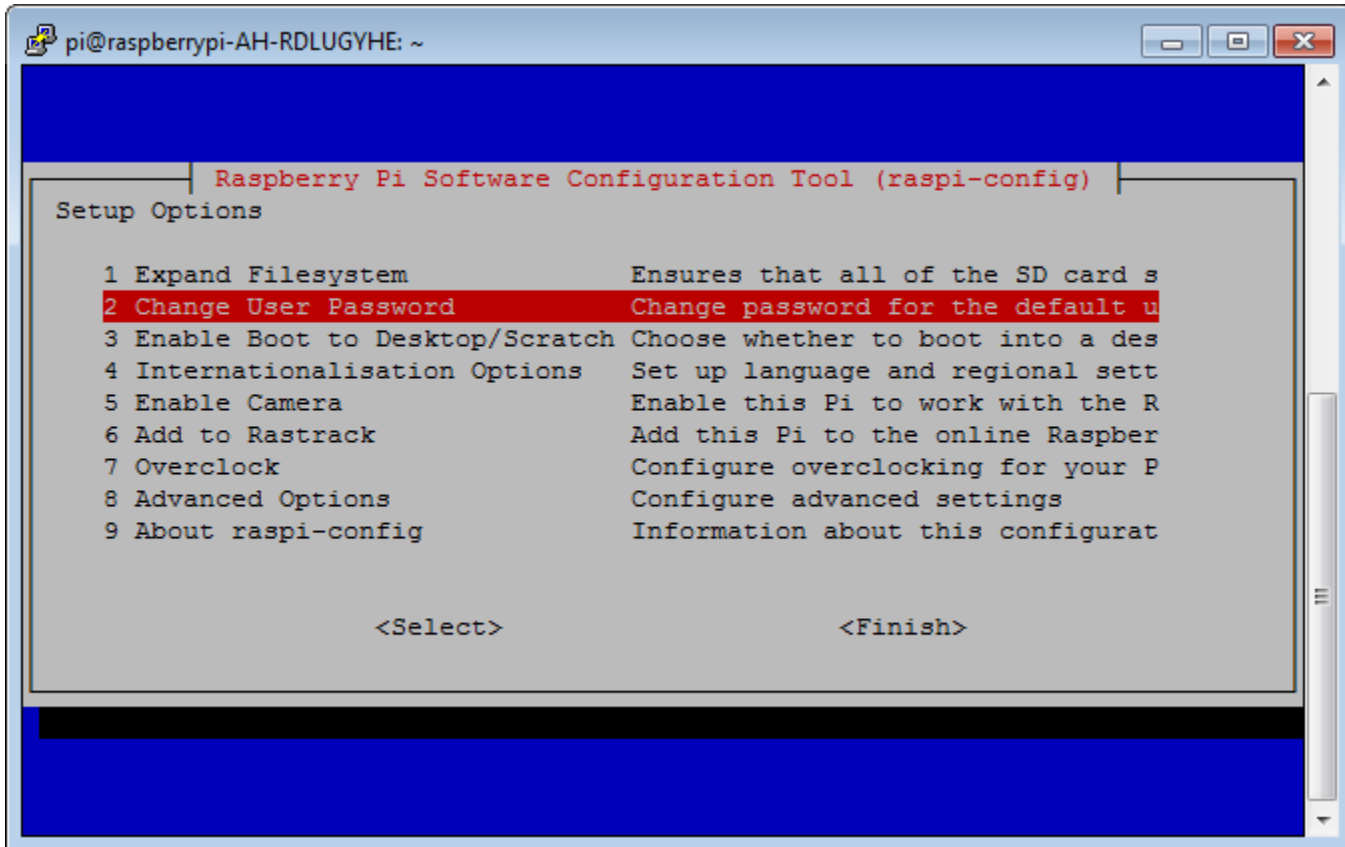 pi@raspberrypi-AH-RDLUGYHE: ~
Raspberry Pi Software Configuration Tool (raspi-config)
Setup Options
1 Expand Filesystem Ensures that all of the SD card s
2 Change User Password Change password for the default u
3 Enable Boot to Desktop/Scratch Choose whether to boot into a des
4 Internationalisation Options Set up language and regional sett
5 Enable Camera Enable this Pi to work with the R
6 Add to Rastrack Add this Pi to the online Raspber
7 Overclock Configure overclocking for your P
8 Advanced Options Configure advanced settings
9 About raspi-config Information about this configurat
<Select> <Finish>